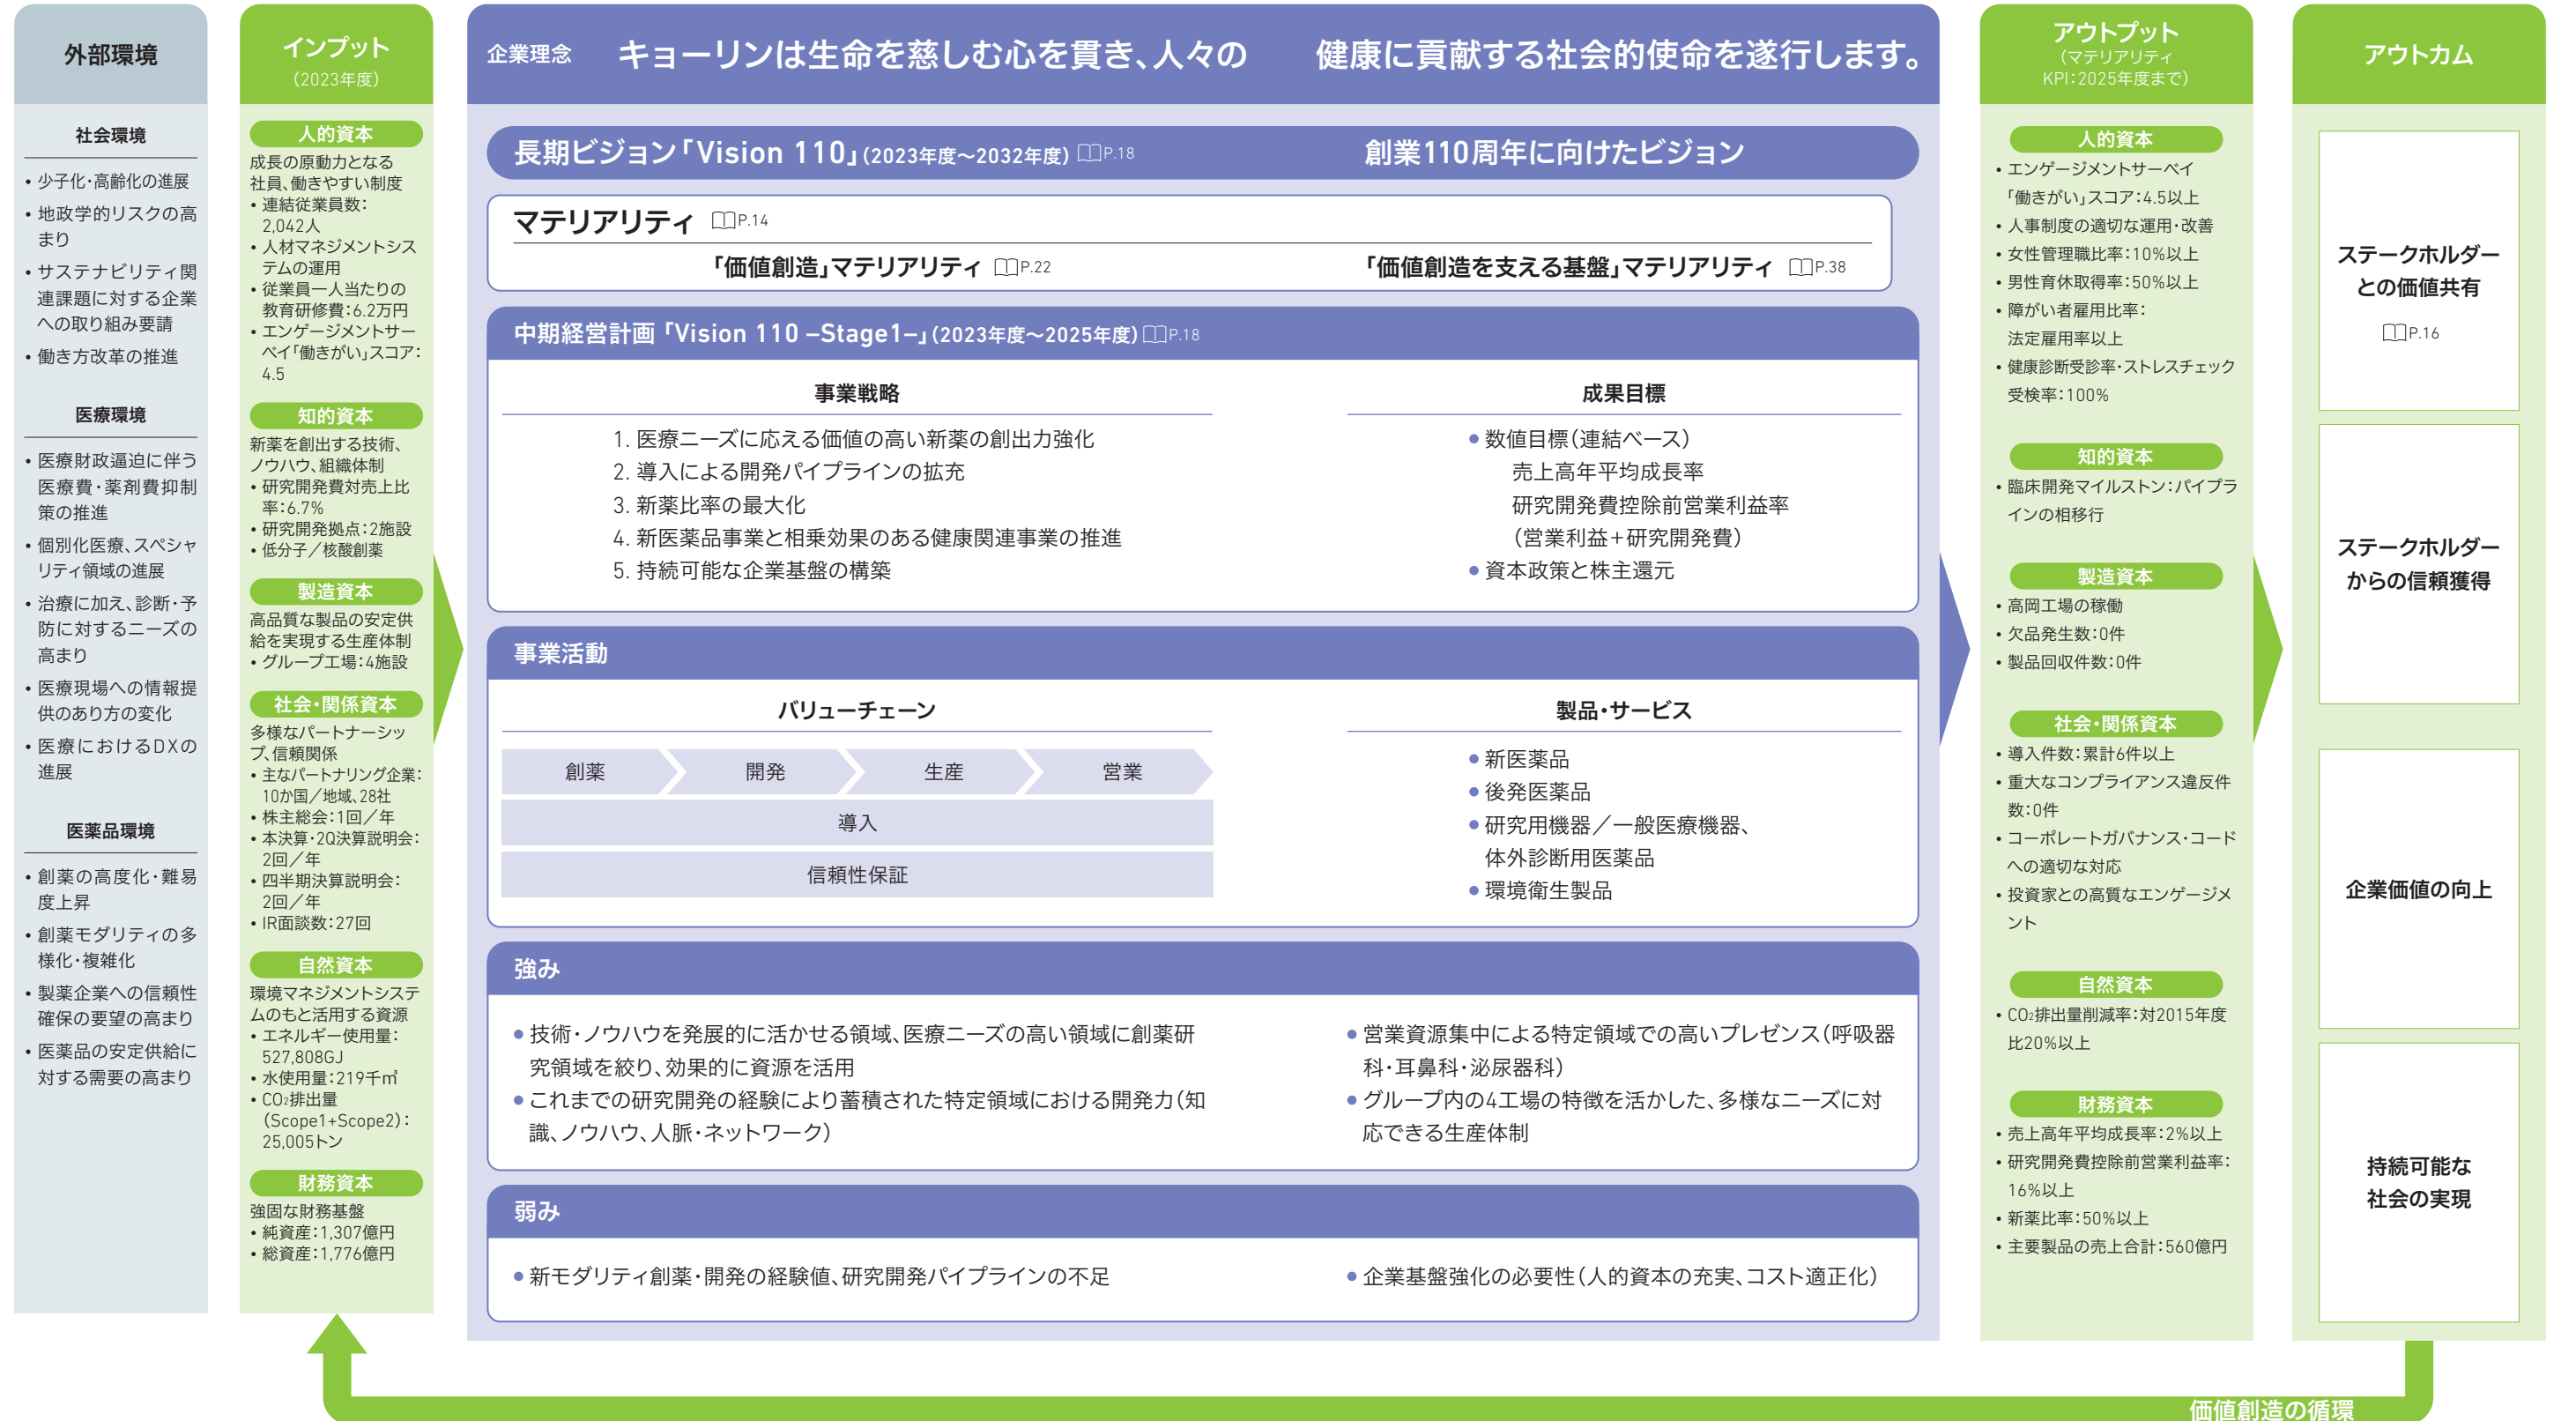 外部環境
社会環境
• 少子化・高齢化の進展
• 地政学的リスクの高
まり
• サステナビリティ関
連課題に対する企業
への取り組み要請
• 働き方改革の推進
医療環境
• 医療財政逼迫に伴う
医療費・薬剤費抑制
策の推進
• 個別化医療、スペシャ
リティ領域の進展
• 治療に加え、診断・予
防に対するニーズの
高まり
• 医療現場への情報提
供のあり方の変化
• 医療におけるDXの
進展
医薬品環境
• 創薬の高度化・難易
度上昇
• 創薬モダリティの多
様化・複雑化
• 製薬企業への信頼性
確保の要望の高まり
• 医薬品の安定供給に
対する需要の高まり
インプット
（2023年度）
人的資本
成長の原動力となる
社員、働きやすい制度
• 連結従業員数：
2,042人
• 人材マネジメントシス
テムの運用
• 従業員一人当たりの
教育研修費：6.2万円
• エンゲージメントサー
ベイ「働きがい」スコア：
4.5
知的資本
新薬を創出する技術、
ノウハウ、組織体制
• 研究開発費対売上比
率：6.7%
• 研究開発拠点：2施設
• 低分子／核酸創薬
製造資本
高品質な製品の安定供
給を実現する生産体制
• グループ工場：4施設
社会・関係資本
多様なパートナーシッ
プ、信頼関係
• 主なパートナリング企業：
10か国／地域、28社
• 株主総会：1回／年
• 本決算・2Q決算説明会：
2回／年
• 四半期決算説明会：
2回／年
• IR面談数：27回
自然資本
環境マネジメントシステ
ムのもと活用する資源
• エネルギー使用量：
527,808GJ
• 水使用量：219千㎥
• CO₂排出量
（Scope1+Scope2）：
25,005トン
財務資本
強固な財務基盤
• 純資産：1,307億円
• 総資産：1,776億円
企業理念 キョーリンは生命を慈しむ心を貫き、人々の 健康に貢献する社会的使命を遂行します。
長期ビジョン「Vision 110」（2023年度～2032年度） P.18 創業110周年に向けたビジョン
マテリアリティ P.14
「価値創造」マテリアリティ P.22 「価値創造を支える基盤」マテリアリティ P.38
中期経営計画「Vision 110 –Stage1–」（2023年度～2025年度） P.18
事業戦略
1. 医療ニーズに応える価値の高い新薬の創出力強化
2. 導入による開発パイプラインの拡充
3. 新薬比率の最大化
4. 新医薬品事業と相乗効果のある健康関連事業の推進
5. 持続可能な企業基盤の構築
成果目標
● 数値目標（連結ベース）
売上高年平均成長率
研究開発費控除前営業利益率
（営業利益＋研究開発費）
● 資本政策と株主還元
事業活動
バリューチェーン
創薬 開発 生産 営業
導入
信頼性保証
製品・サービス
● 新医薬品
● 後発医薬品
● 研究用機器／一般医療機器、
体外診断用医薬品
● 環境衛生製品
強み
● 技術・ノウハウを発展的に活かせる領域、医療ニーズの高い領域に創薬研
究領域を絞り、効果的に資源を活用
● これまでの研究開発の経験により蓄積された特定領域における開発力（知
識、ノウハウ、人脈・ネットワーク）
● 営業資源集中による特定領域での高いプレゼンス（呼吸器
科・耳鼻科・泌尿器科）
● グループ内の4工場の特徴を活かした、多様なニーズに対
応できる生産体制
弱み
● 新モダリティ創薬・開発の経験値、研究開発パイプラインの不足
● 企業基盤強化の必要性（人的資本の充実、コスト適正化）
アウトプット
（マテリアリティ
KPI：2025年度まで）
人的資本
• エンゲージメントサーベイ
「働きがい」スコア：4.5以上
• 人事制度の適切な運用・改善
• 女性管理職比率：10%以上
• 男性育休取得率：50%以上
• 障がい者雇用比率：
法定雇用率以上
• 健康診断受診率・ストレスチェック
受検率：100%
知的資本
• 臨床開発マイルストン：パイプラ
インの相移行
製造資本
• 高岡工場の稼働
• 欠品発生数：0件
• 製品回収件数：0件
社会・関係資本
• 導入件数：累計6件以上
• 重大なコンプライアンス違反件
数：0件
• コーポレートガバナンス・コード
への適切な対応
• 投資家との高質なエンゲージメ
ント
自然資本
• CO₂排出量削減率：対2015年度
比20%以上
財務資本
• 売上高年平均成長率：2%以上
• 研究開発費控除前営業利益率：
16%以上
• 新薬比率：50%以上
• 主要製品の売上合計：560億円
アウトカム
ステークホルダー
との価値共有
P.16
ステークホルダー
からの信頼獲得
企業価値の向上
持続可能な
社会の実現
価値創造の循環